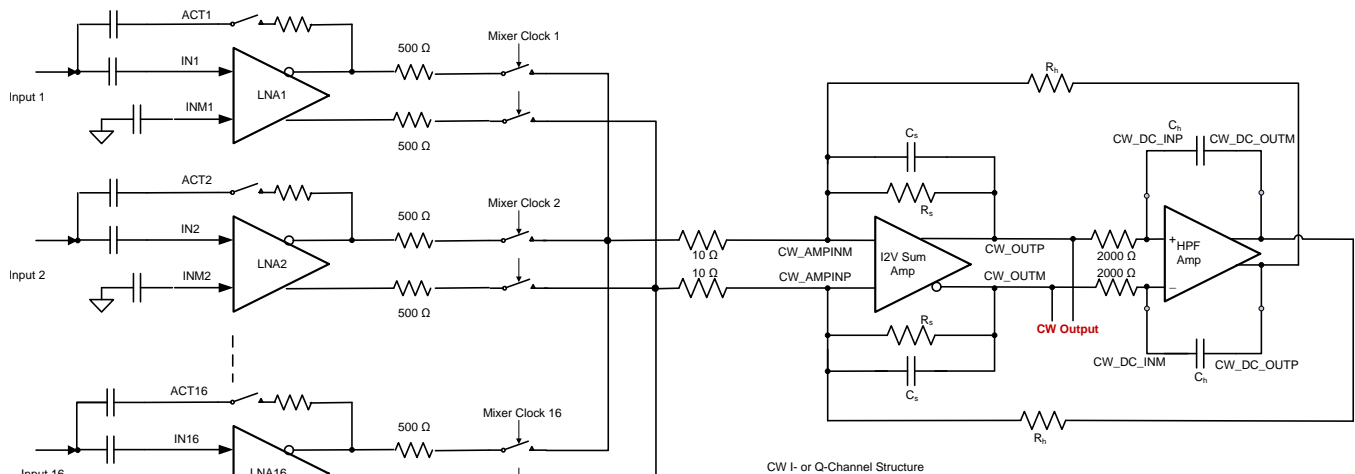 ACT1
IN1
Input 1
INM1
LNA1
500 Ω
500 Ω
Mixer Clock 1
ACT2
IN2
Input 2
INM2
LNA2
500 Ω
500 Ω
Mixer Clock 2
ACT16
IN16
Input 16
LNA16
500 Ω
Mixer Clock 16
10 Ω
10 Ω
CW_AMPINM
CW_AMPINP
Rh
Cs
Rs
I2V Sum
Amp
CW_OUTP
CW_OUTM
Rs
Cs
CW Output
2000 Ω
2000 Ω
Ch
CW_DC_INP
CW_DC_OUTM
+
HPF
Amp
−
CW_DC_INM
CW_DC_OUTP
Ch
Rh
CW I- or Q-Channel Structure